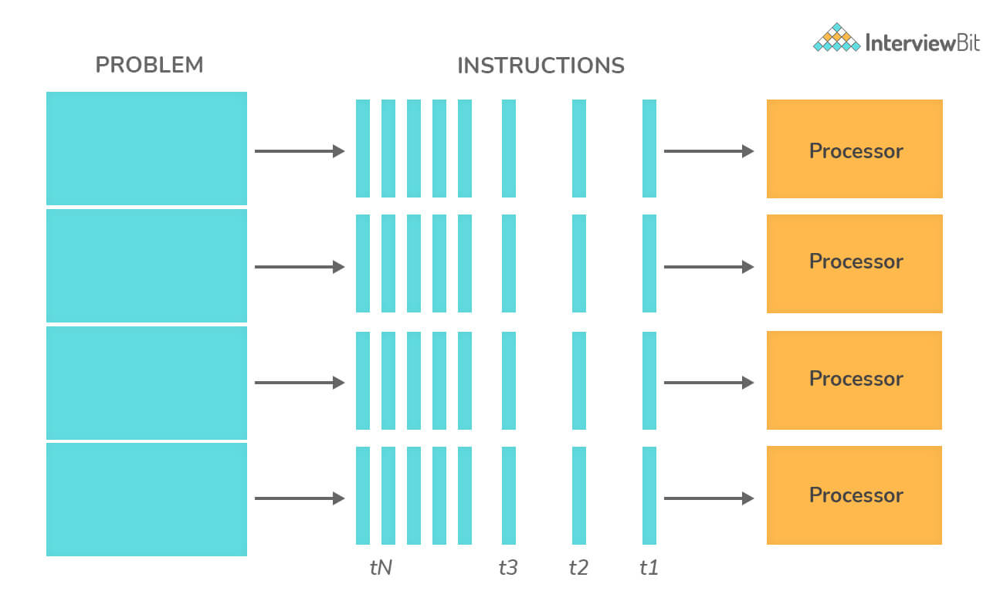 InterviewBit
PROBLEM
INSTRUCTIONS
Processor
Processor
Processor
Processor
tN
t3
t2
t1